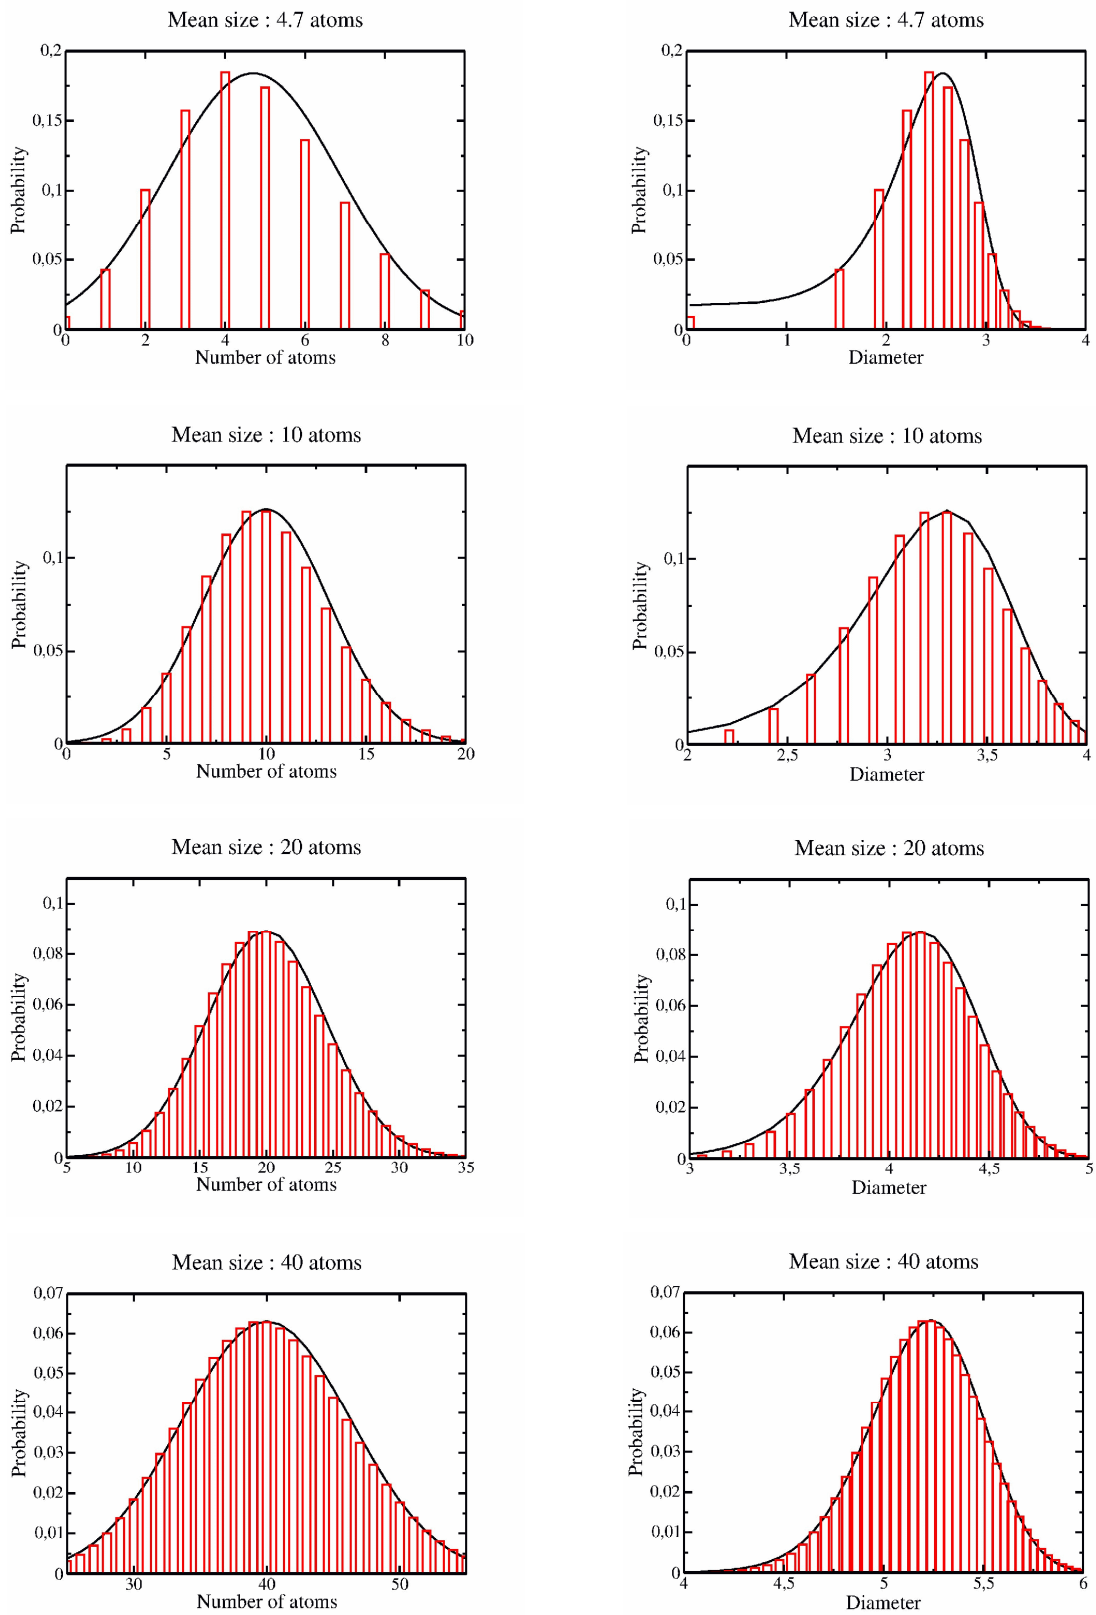 Mean size : 4.7 atoms
0,2
0,15
0,1
0,05
0
Probability
0 2 4 6 8 10
Number of atoms
Mean size : 4.7 atoms
0,2
0,15
0,1
0,05
0
Probability
0 1 2 3 4
Diameter
Mean size : 10 atoms
0,1
0,05
0
Probability
0 5 10 15 20
Number of atoms
Mean size : 10 atoms
0,1
0,05
0
Probability
2 2,5 3 3,5 4
Diameter
Mean size : 20 atoms
0,1
0,08
0,06
0,04
0,02
0
Probability
5 10 15 20 25 30 35
Number of atoms
Mean size : 20 atoms
0,1
0,08
0,06
0,04
0,02
0
Probability
3 3,5 4 4,5 5
Diameter
Mean size : 40 atoms
0,07
0,06
0,05
0,04
0,03
0,02
0,01
0
Probability
30 40 50
Number of atoms
Mean size : 40 atoms
0,07
0,06
0,05
0,04
0,03
0,02
0,01
0
Probability
4 4,5 5 5,5 6
Diameter